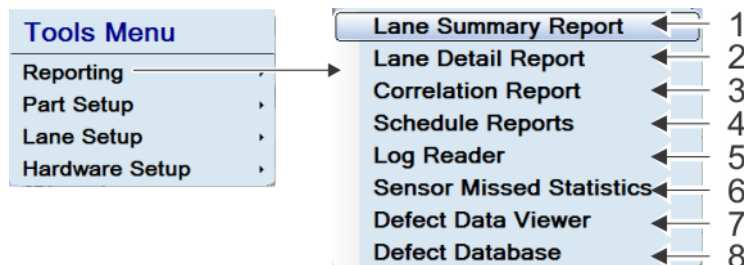 Tools Menu
Reporting
Part Setup
Lane Setup
Hardware Setup
Lane Summary Report 1
Lane Detail Report 2
Correlation Report 3
Schedule Reports 4
Log Reader 5
Sensor Missed Statistics 6
Defect Data Viewer 7
Defect Database 8